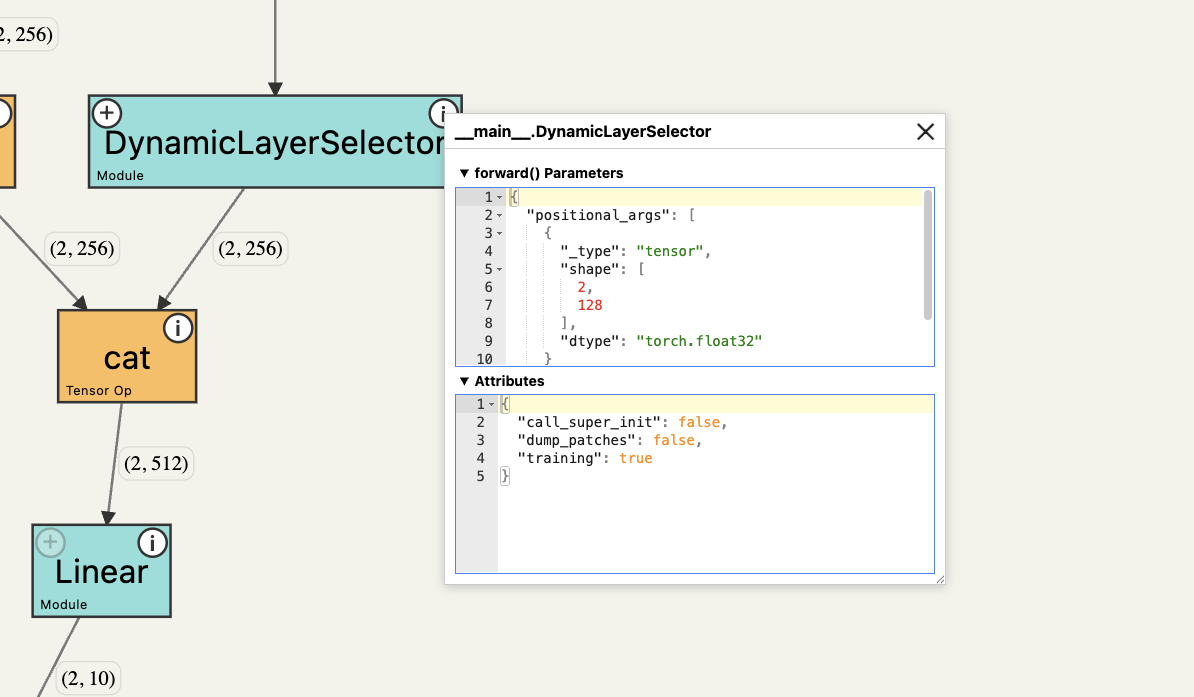 2, 256)
DynamicLayerSelector
Module
i
__main__.DynamicLayerSelector
▼ forward() Parameters
1 {
2 "positional_args": [
3 {
4 "_type": "tensor",
5 "shape": [
6 2,
7 128
8 ],
9 "dtype": "torch.float32"
10 }
▼ Attributes
1 {
2 "call_super_init": false,
3 "dump_patches": false,
4 "training": true
5 }
(2, 256)
(2, 256)
i
cat
Tensor Op
(2, 512)
i
Linear
Module
(2, 10)